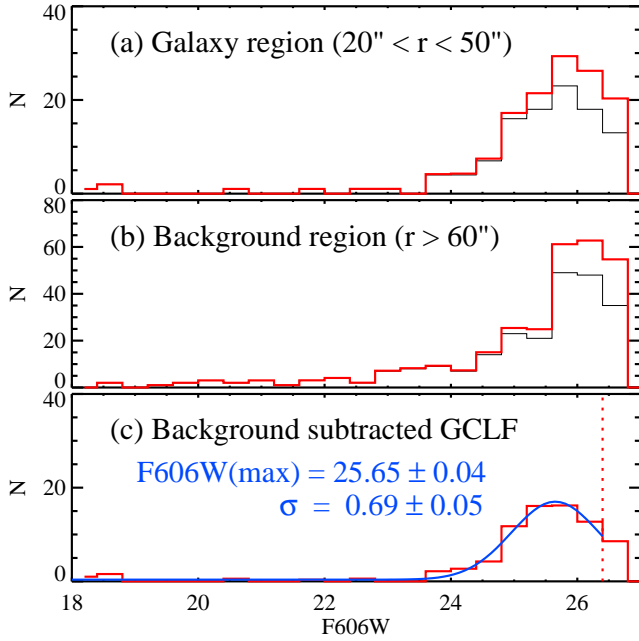 40
(a) Galaxy region (20" < r < 50")
N
20
0
80
(b) Background region (r > 60")
60
N
40
20
0
40
(c) Background subtracted GCLF
F606W(max) = 25.65 ± 0.04
N
20
σ = 0.69 ± 0.05
0
18 20 22 24 26
F606W